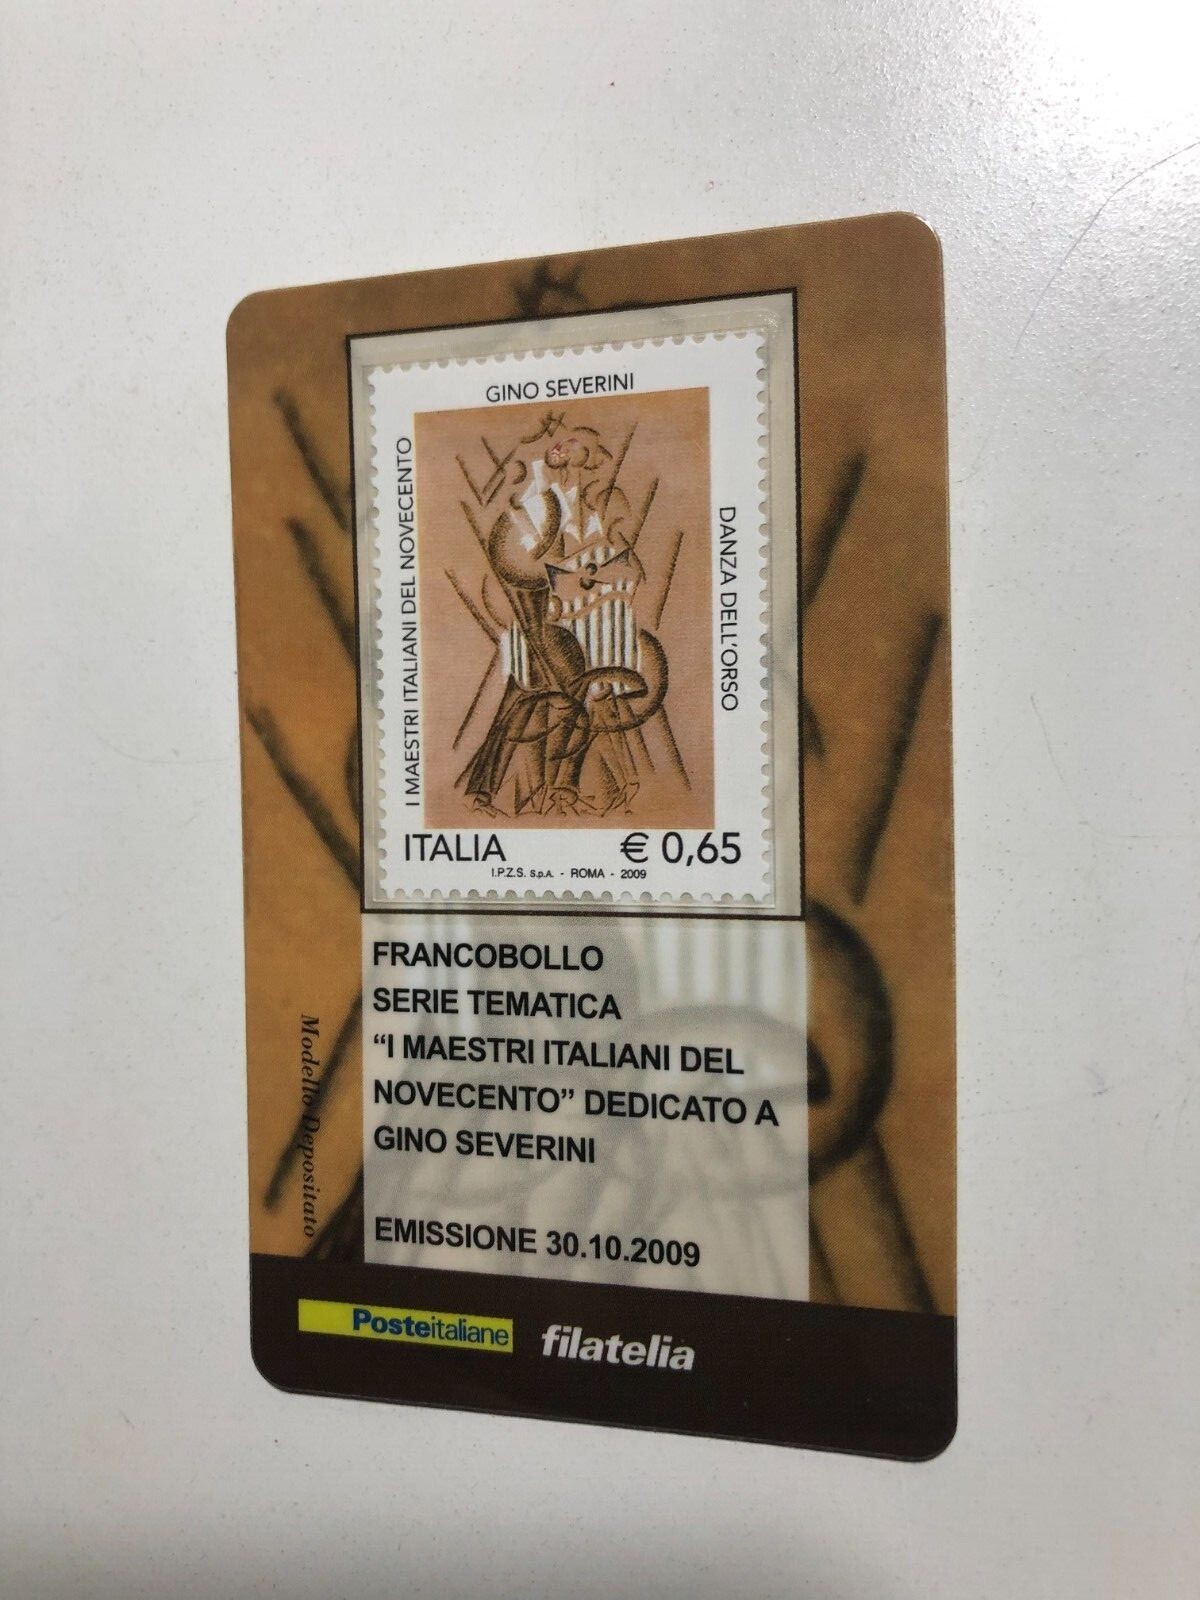 GINO SEVERINI
I MAESTRI ITALIANI DEL NOVECENTO
DANZA DELL'ORSO
ITALIA € 0,65
I.P.Z.S. S.p.A. - ROMA - 2009
FRANCOBOLLO
SERIE TEMATICA
“I MAESTRI ITALIANI DEL
NOVECENTO” DEDICATO A
GINO SEVERINI
EMISSIONE 30.10.2009
Modello Depositato
Posteitaliane filatelia